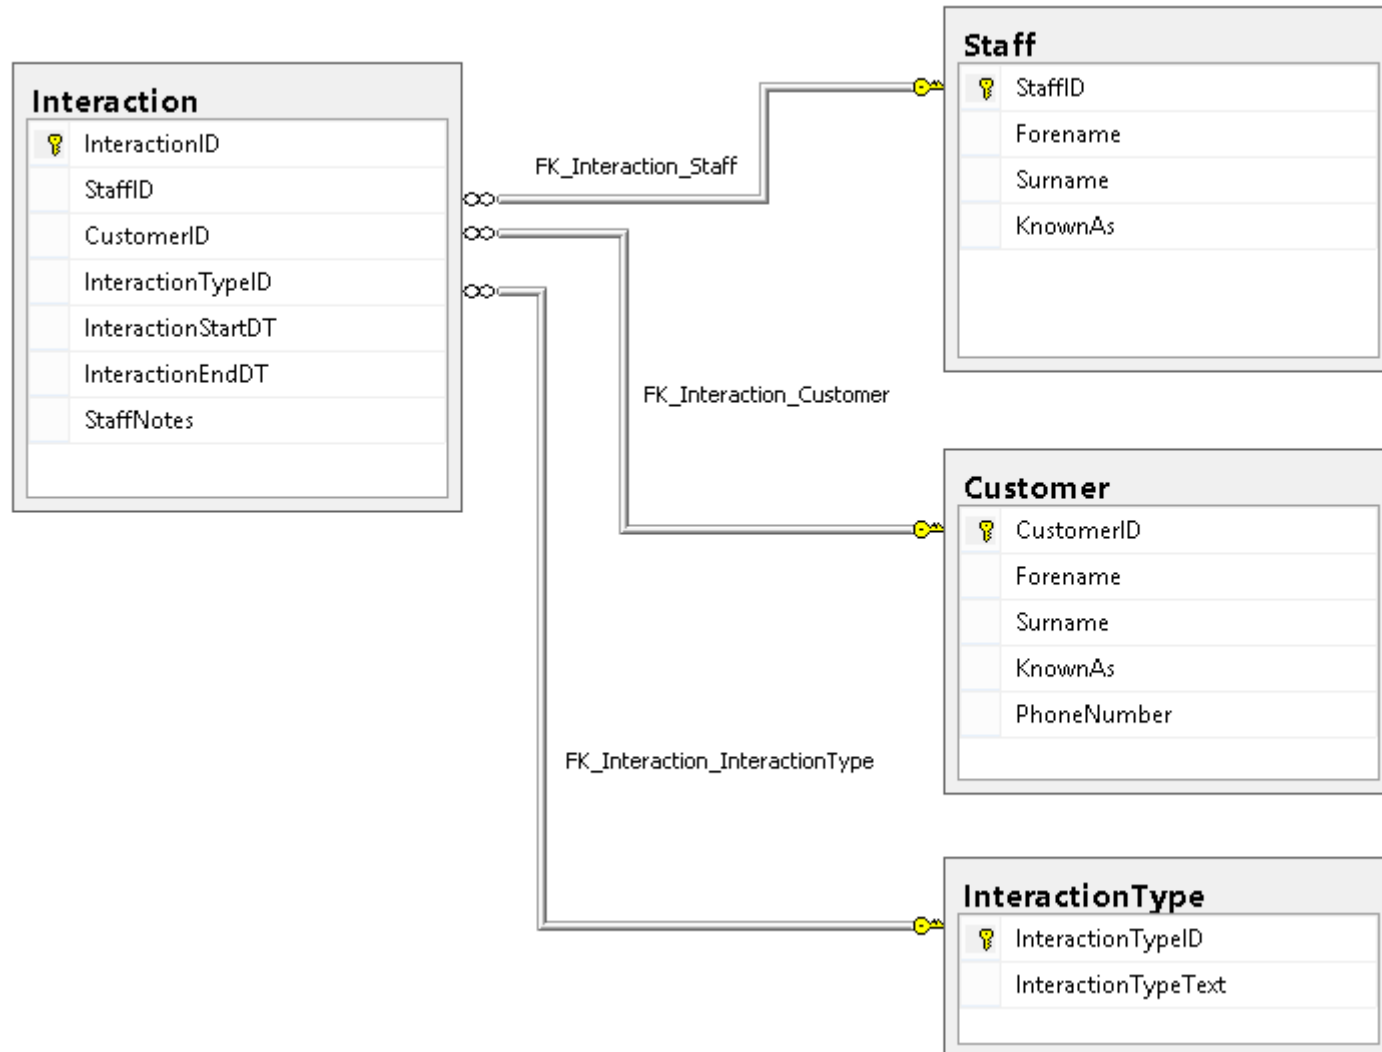 Interaction
InteractionID
StaffID
CustomerID
InteractionTypeID
InteractionStartDT
InteractionEndDT
StaffNotes
FK_Interaction_Staff
FK_Interaction_Customer
FK_Interaction_InteractionType
Staff
StaffID
Forename
Surname
KnownAs
Customer
CustomerID
Forename
Surname
KnownAs
PhoneNumber
InteractionType
InteractionTypeID
InteractionTypeText